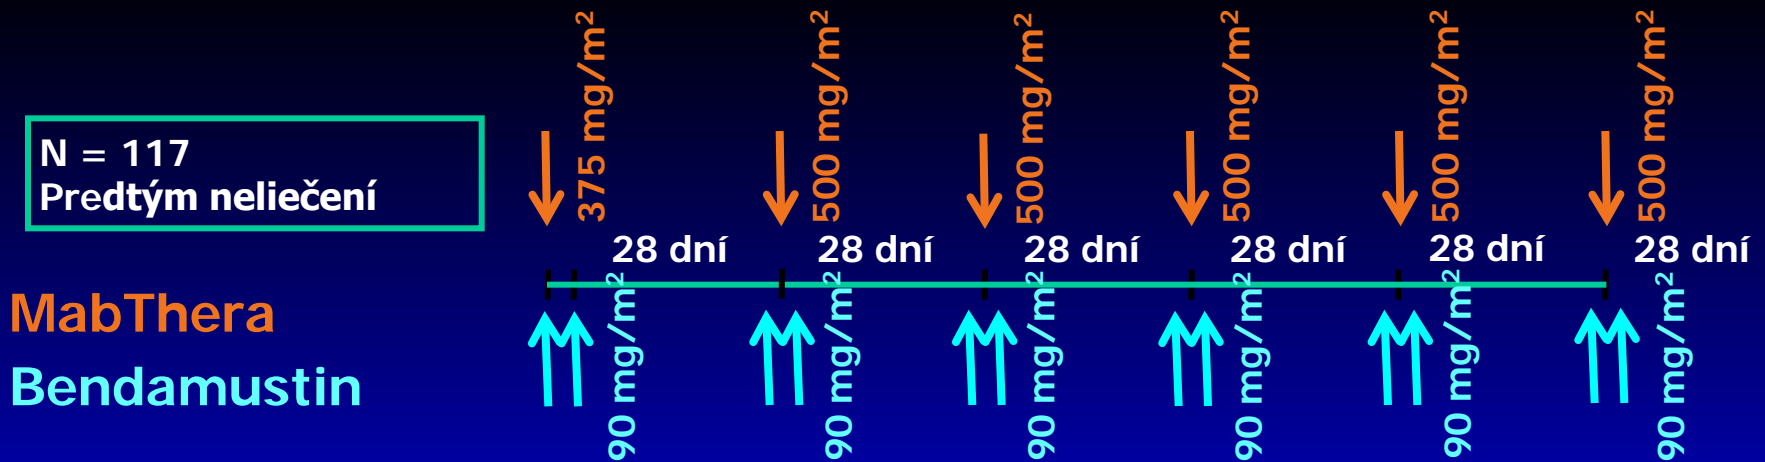 375 mg/m²
500 mg/m²
500 mg/m²
500 mg/m²
500 mg/m²
500 mg/m²
N = 117
Predtým neliečení
28 dní
28 dní
28 dní
28 dní
28 dní
28 dní
MabThera
Bendamustin
90 mg/m²
90 mg/m²
90 mg/m²
90 mg/m²
90 mg/m²
90 mg/m²